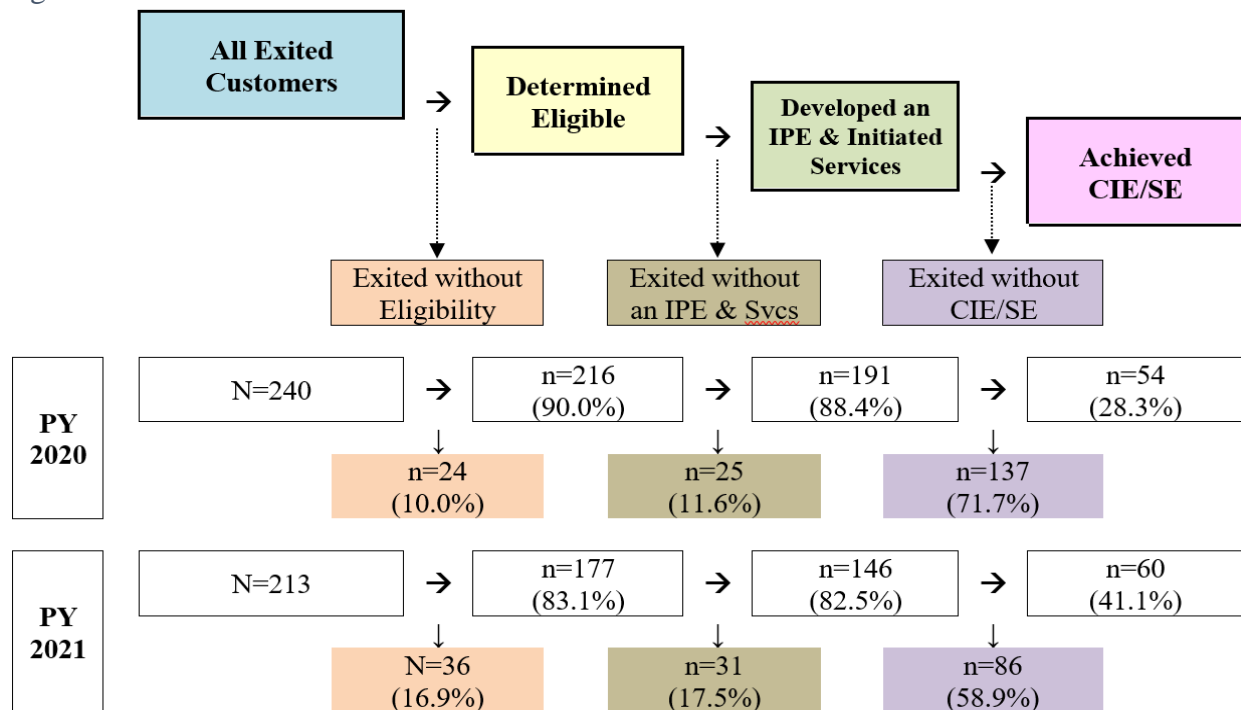 All Exited
Customers
Determined
Eligible
Developed an
IPE & Initiated
Services
Achieved
CIE/SE
Exited without
Eligibility
Exited without
an IPE & Svcs
Exited without
CIE/SE
PY
2020
N=240
n=216
(90.0%)
n=191
(88.4%)
n=54
(28.3%)
n=24
(10.0%)
n=25
(11.6%)
n=137
(71.7%)
PY
2021
N=213
n=177
(83.1%)
n=146
(82.5%)
n=60
(41.1%)
N=36
(16.9%)
n=31
(17.5%)
n=86
(58.9%)